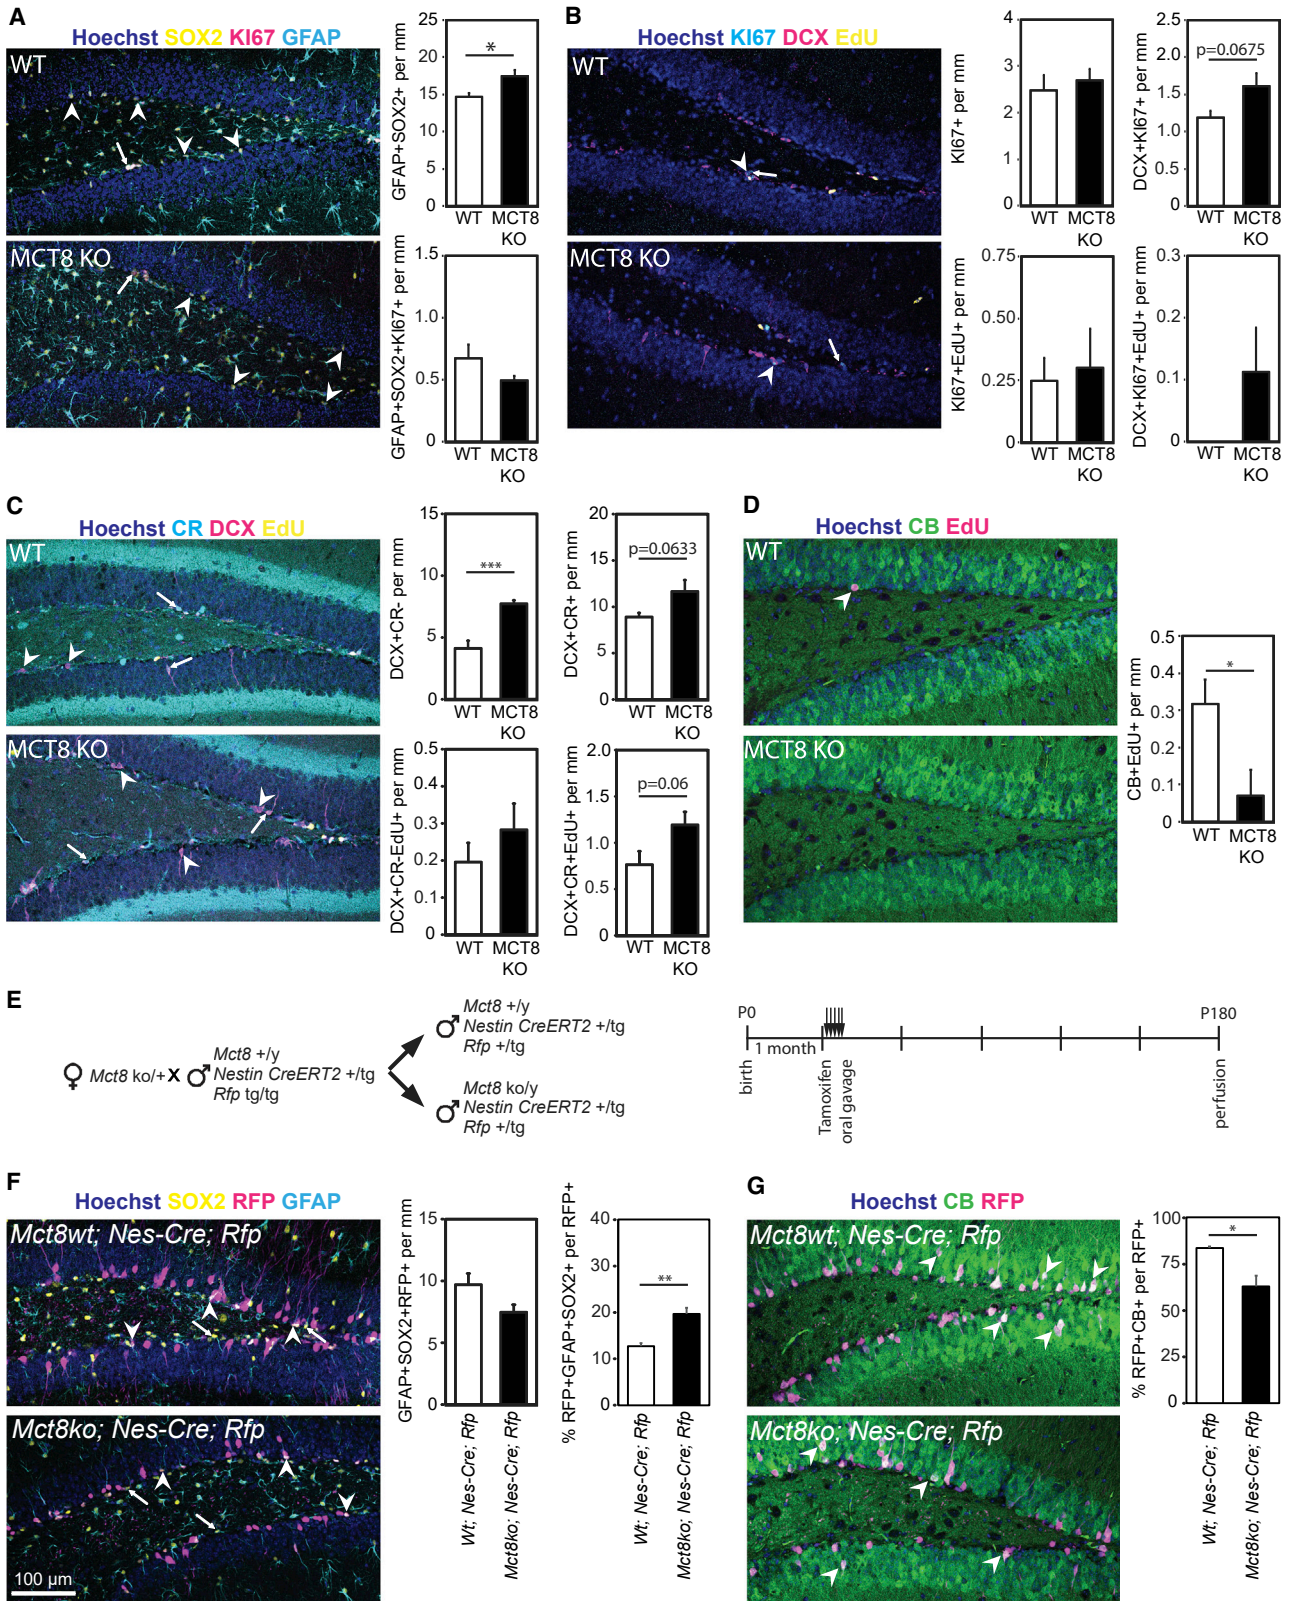 A
Hoechst SOX2 KI67 GFAP
WT
MCT8 KO
GFAP+SOX2+ per mm
25
20
15
10
5
0
*
WT MCT8
KO
GFAP+SOX2+KI67+ per mm
1.5
1.0
0.5
0
WT MCT8
KO
B
Hoechst KI67 DCX EdU
WT
MCT8 KO
KI67+ per mm
4
3
2
1
0
WT MCT8
KO
DCX+KI67+ per mm
2.5
2.0
1.5
1.0
0.5
0
p=0.0675
WT MCT8
KO
KI67+EdU+ per mm
0.75
0.50
0.25
0
WT MCT8
KO
DCX+KI67+EdU+ per mm
0.3
0.2
0.1
0
WT MCT8
KO
C
Hoechst CR DCX EdU
WT
MCT8 KO
DCX+CR- per mm
15
10
5
0
***
WT MCT8
KO
DCX+CR+ per mm
20
15
10
5
0
p=0.0633
WT MCT8
KO
DCX+CR-EdU+ per mm
0.5
0.4
0.3
0.2
0.1
0
WT MCT8
KO
DCX+CR+EdU+ per mm
2.0
1.5
1.0
0.5
0
p=0.06
WT MCT8
KO
D
Hoechst CB EdU
WT
MCT8 KO
CB+EdU+ per mm
0.5
0.4
0.3
0.2
0.1
0
*
WT MCT8
KO
E
♀ Mct8 ko/+ X ♂ Mct8 +/y
Nestin CreERT2 +/tg
Rfp tg/tg
♂ Mct8 +/y
Nestin CreERT2 +/tg
Rfp +/tg
♂ Mct8 ko/y
Nestin CreERT2 +/tg
Rfp +/tg
P0
P180
1 month
birth
Tamoxifen
oral gavage
perfusion
F
Hoechst SOX2 RFP GFAP
Mct8wt; Nes-Cre; Rfp
Mct8ko; Nes-Cre; Rfp
100 µm
GFAP+SOX2+RFP+ per mm
15
10
5
0
Wt; Nes-Cre; Rfp
Mct8ko; Nes-Cre; Rfp
% RFP+GFAP+SOX2+ per RFP+
40
30
20
10
0
**
Wt; Nes-Cre; Rfp
Mct8ko; Nes-Cre; Rfp
G
Hoechst CB RFP
Mct8wt; Nes-Cre; Rfp
Mct8ko; Nes-Cre; Rfp
% RFP+CB+ per RFP+
100
75
50
25
0
*
Wt; Nes-Cre; Rfp
Mct8ko; Nes-Cre; Rfp